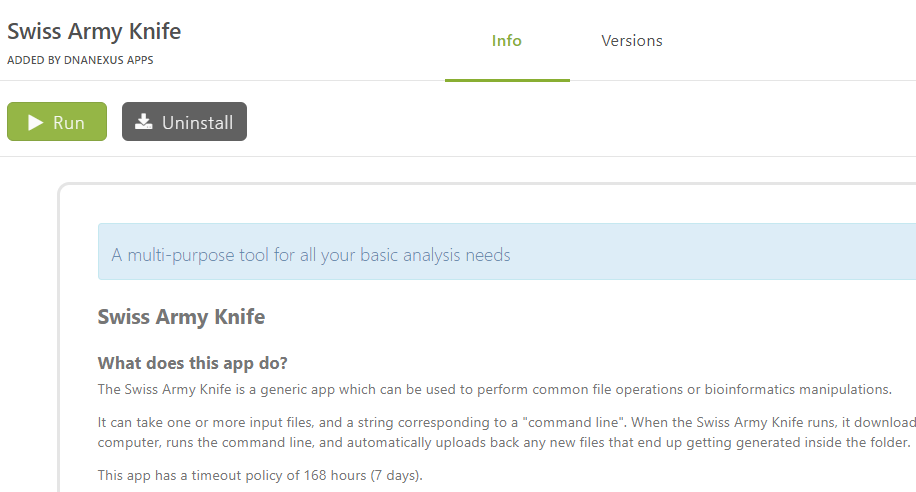 Swiss Army Knife
ADDED BY DNANEXUS APPS
Info
Versions
Run
Uninstall
A multi-purpose tool for all your basic analysis needs
Swiss Army Knife
What does this app do?
The Swiss Army Knife is a generic app which can be used to perform common file operations or bioinformatics manipulations.
It can take one or more input files, and a string corresponding to a "command line". When the Swiss Army Knife runs, it download
computer, runs the command line, and automatically uploads back any new files that end up getting generated inside the folder.
This app has a timeout policy of 168 hours (7 days).